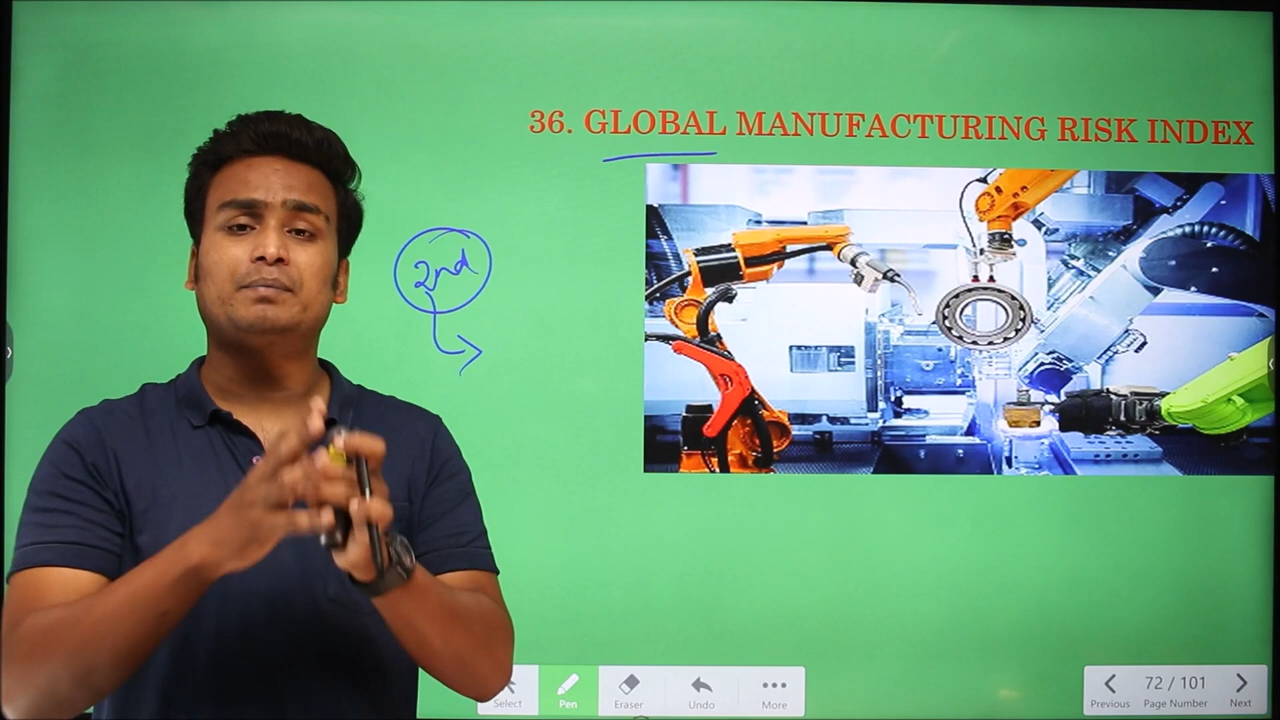 36. GLOBAL MANUFACTURING RISK INDEX
2nd
Select
Pen
Eraser
Undo
More
Previous
72 / 101
Page Number
Next